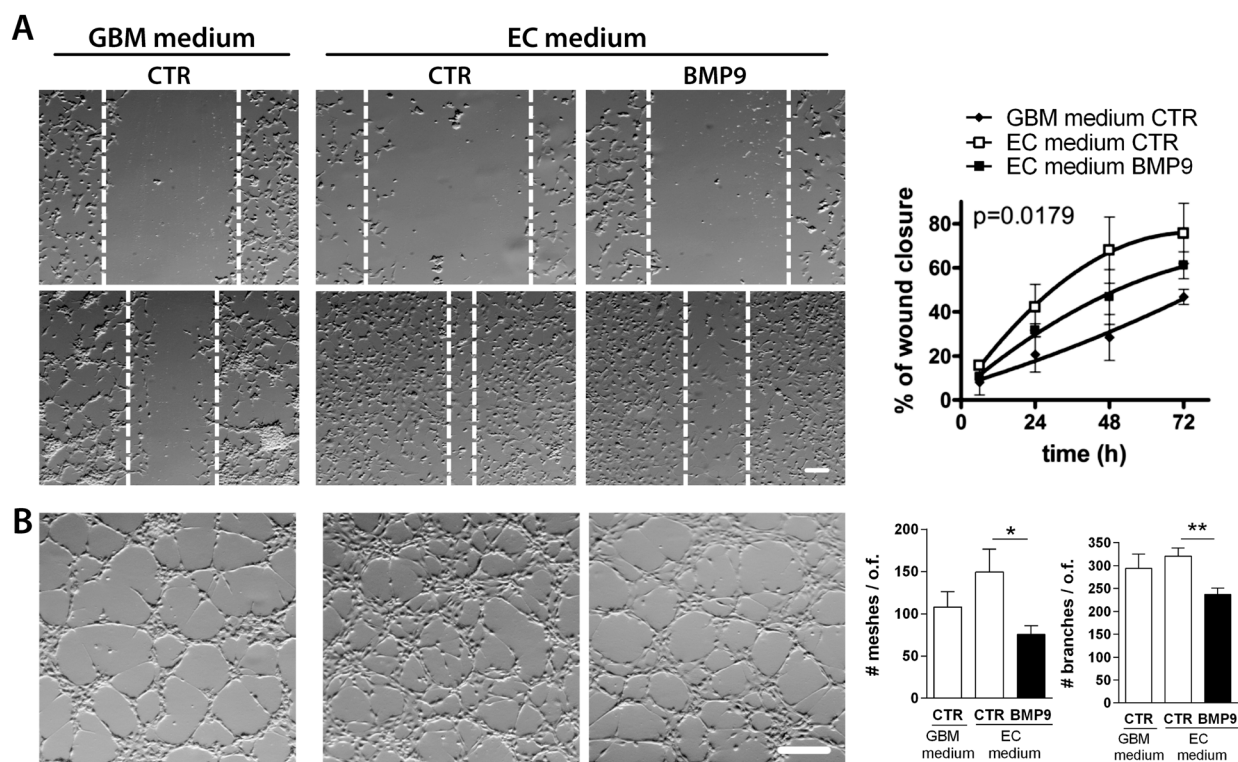 A
GBM medium
EC medium
CTR
CTR
BMP9
GBM medium CTR
EC medium CTR
EC medium BMP9
p=0.0179
% of wound closure
80
60
40
20
0
0 24 48 72
time (h)
B
# meshes / o.f.
200
150
100
50
0
*
CTR CTR BMP9
GBM medium
EC medium
# branches / o.f.
350
300
250
200
150
100
50
0
**
CTR CTR BMP9
GBM medium
EC medium